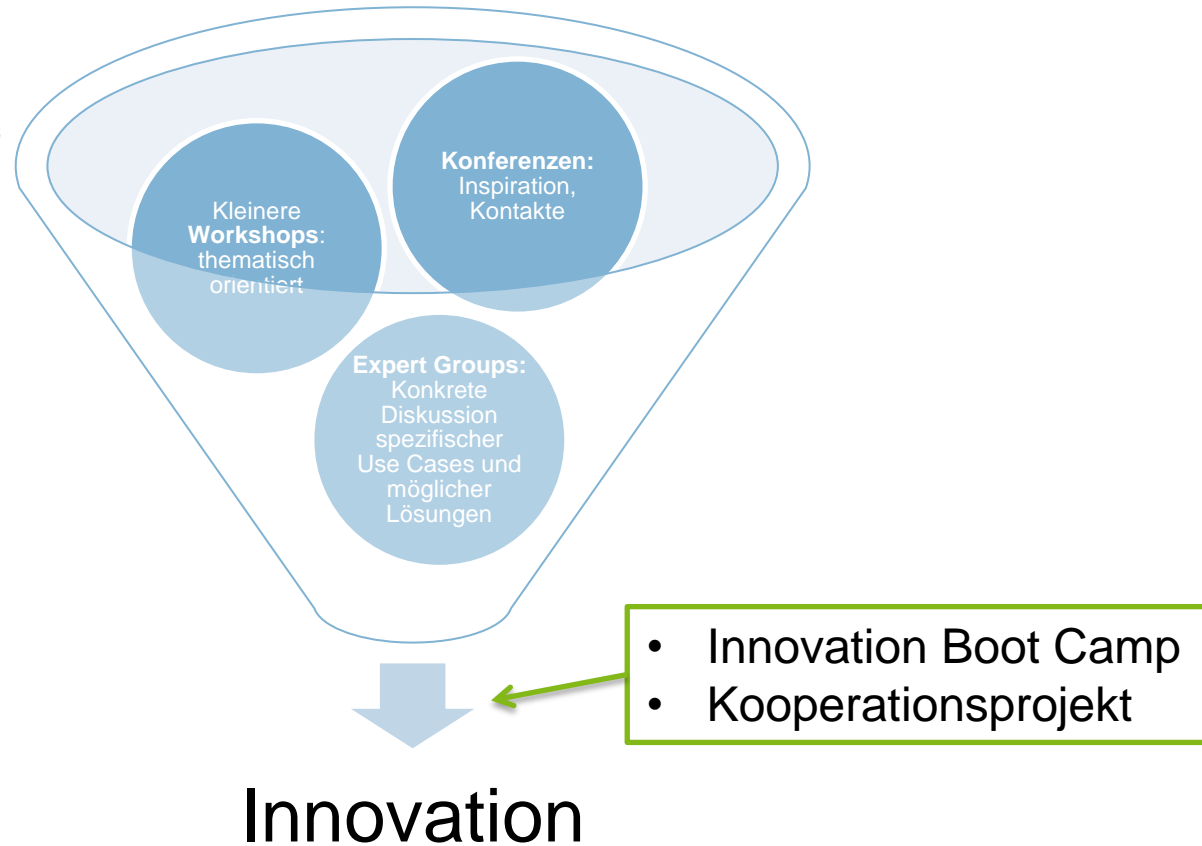 Konferenzen:
Inspiration,
Kontakte
Kleinere
Workshops:
thematisch
orientiert
Expert Groups:
Konkrete
Diskussion
spezifischer
Use Cases und
möglicher
Lösungen
• Innovation Boot Camp
• Kooperationsprojekt
Innovation